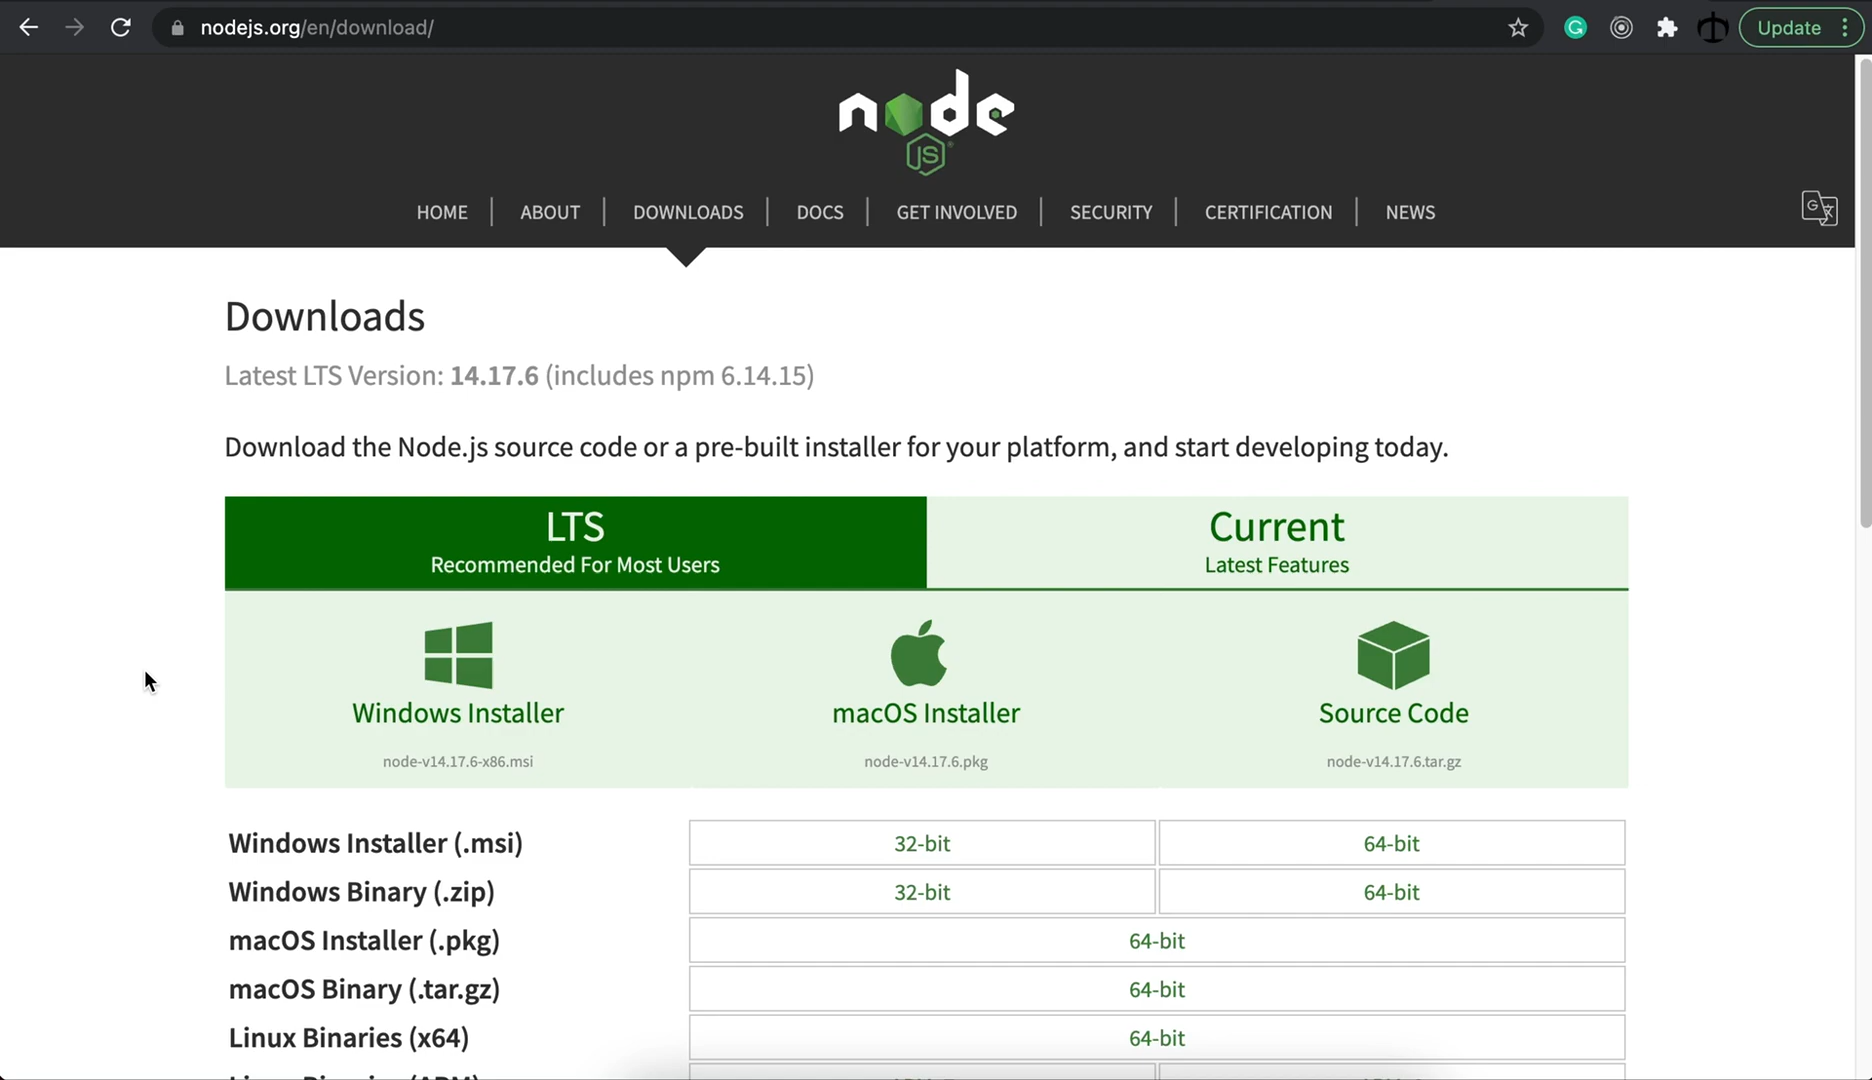 nodejs.org/en/download/
Update
node
JS
HOME
ABOUT
DOWNLOADS
DOCS
GET INVOLVED
SECURITY
CERTIFICATION
NEWS
Downloads
Latest LTS Version: 14.17.6 (includes npm 6.14.15)
Download the Node.js source code or a pre-built installer for your platform, and start developing today.
LTS
Recommended For Most Users
Current
Latest Features
Windows Installer
node-v14.17.6-x86.msi
macOS Installer
node-v14.17.6.pkg
Source Code
node-v14.17.6.tar.gz
Windows Installer (.msi)
32-bit
64-bit
Windows Binary (.zip)
32-bit
64-bit
macOS Installer (.pkg)
64-bit
macOS Binary (.tar.gz)
64-bit
Linux Binaries (x64)
64-bit